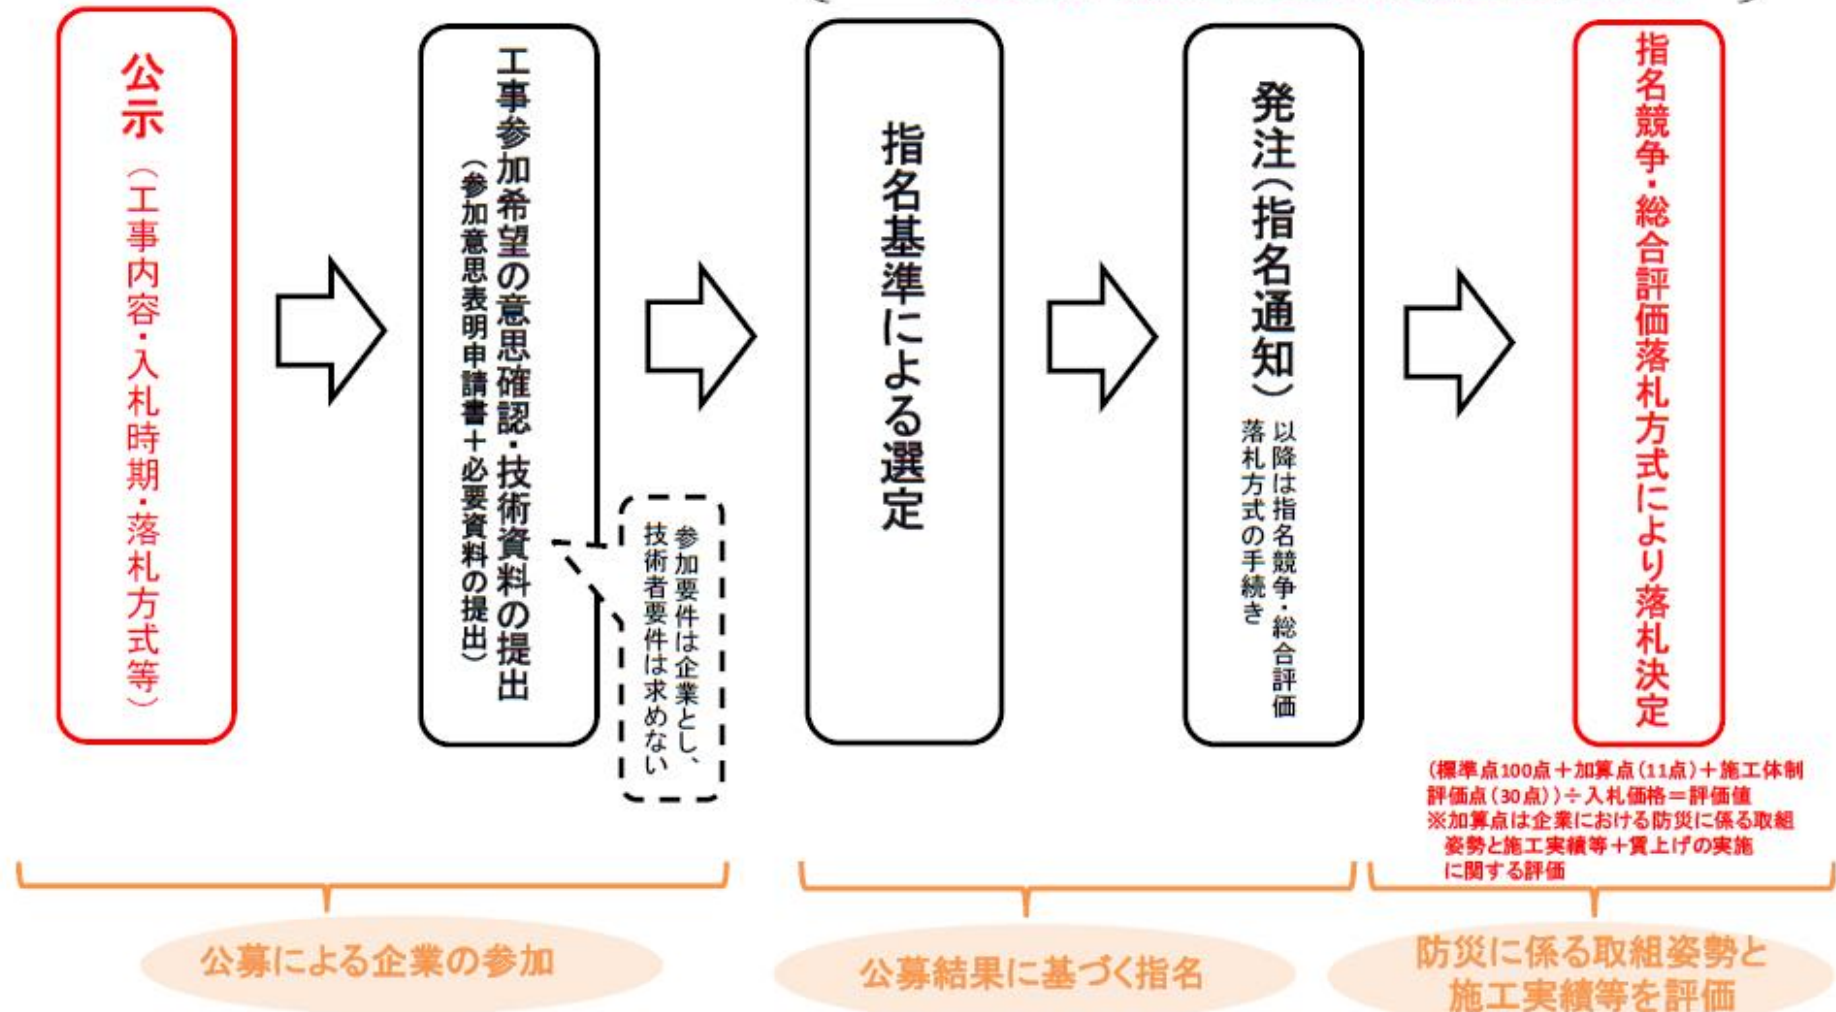 公示(工事内容・入札時期・落札方式等)
工事参加希望の意思確認・技術資料の提出
(参加意思表明申請書+必要資料の提出)
参加要件は企業とし、
技術者要件は求めない
指名基準による選定
発注(指名通知)
以降は指名競争・総合評価
落札方式の手続き
指名競争・総合評価落札方式により落札決定
(標準点100点+加算点(11点)+施工体制
評価点(30点))÷入札価格=評価値
※加算点は企業における防災に係る取組
姿勢と施工実績等+賃上げの実施
に関する評価
公募による企業の参加
公募結果に基づく指名
防災に係る取組姿勢と
施工実績等を評価